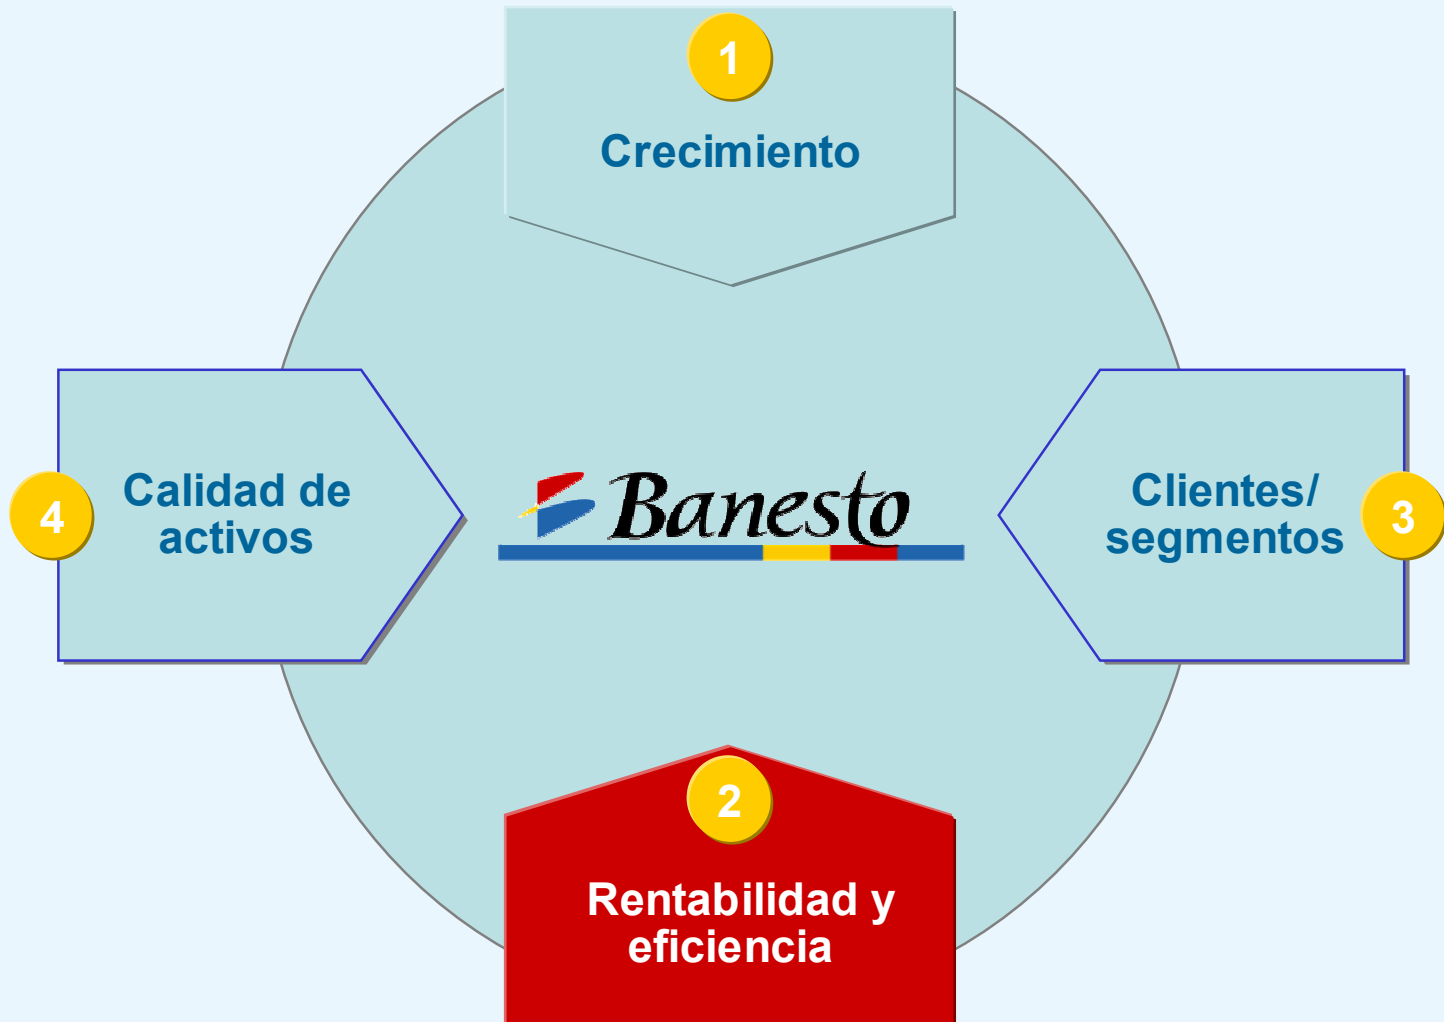 1
Crecimiento
4
Calidad de
activos
Banesto
Clientes/
segmentos
3
2
Rentabilidad y
eficiencia